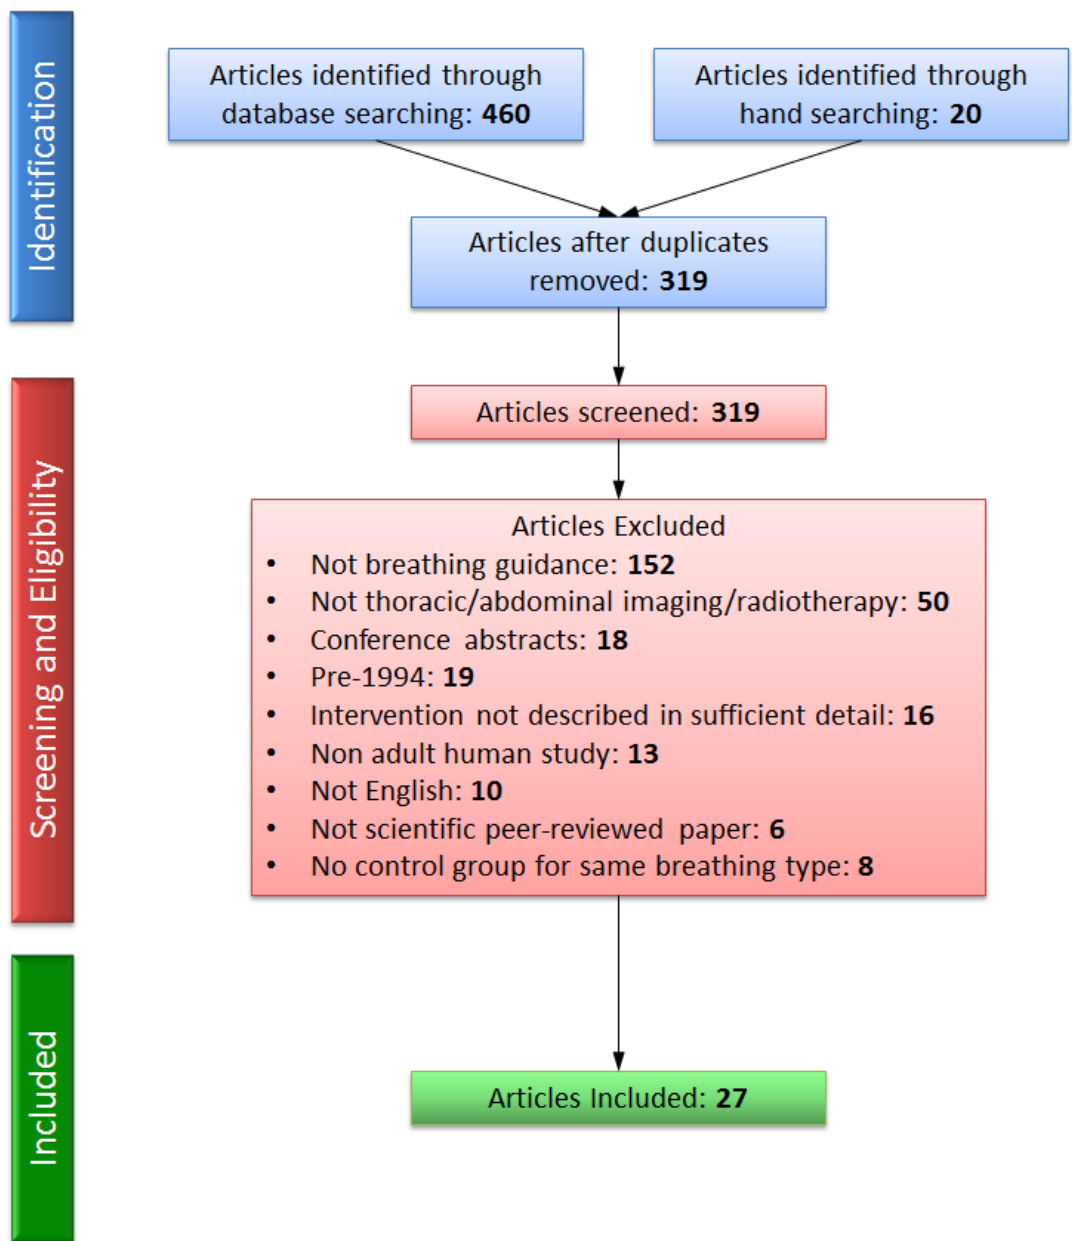 Identification
Articles identified through
database searching: 460
Articles identified through
hand searching: 20
Articles after duplicates
removed: 319
Screening and Eligibility
Articles screened: 319
Articles Excluded
• Not breathing guidance: 152
• Not thoracic/abdominal imaging/radiotherapy: 50
• Conference abstracts: 18
• Pre-1994: 19
• Intervention not described in sufficient detail: 16
• Non adult human study: 13
• Not English: 10
• Not scientific peer-reviewed paper: 6
• No control group for same breathing type: 8
Included
Articles Included: 27